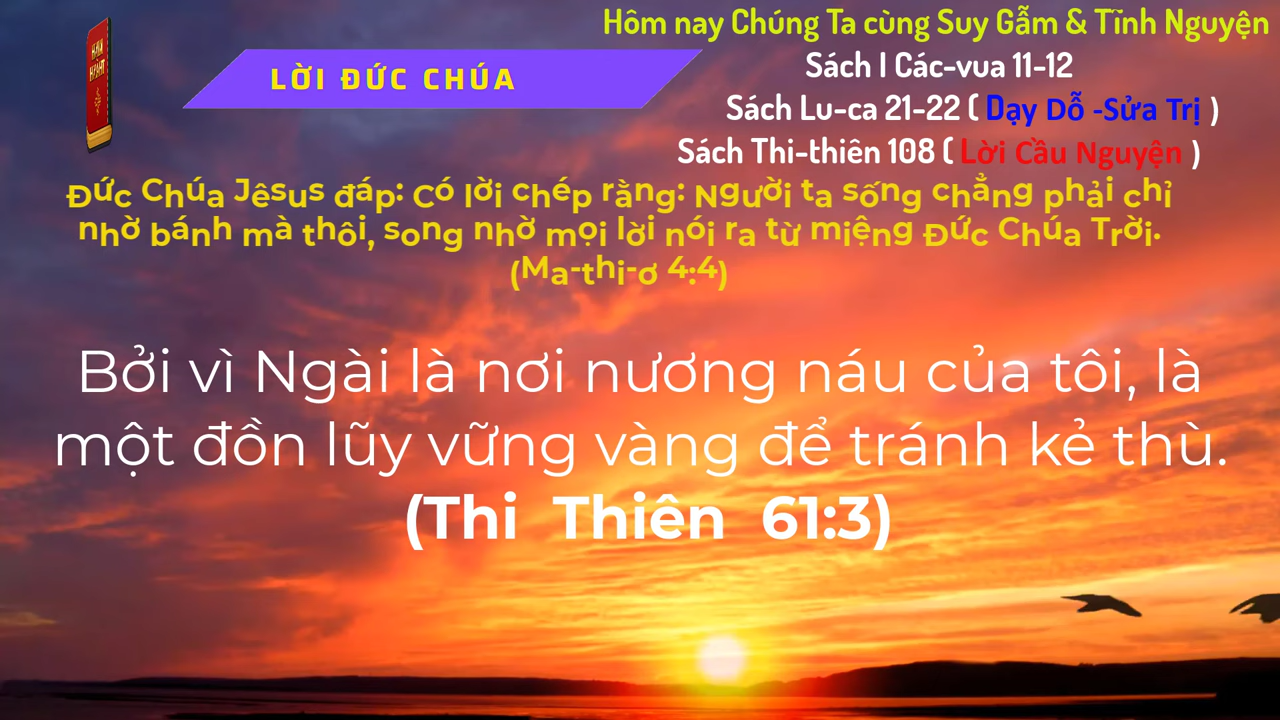 Hôm nay Chúng Ta cùng Suy Gẫm & Tĩnh Nguyện
Sách I Các-vua 11-12
LỜI ĐỨC CHÚA
Sách Lu-ca 21-22 ( Dạy Dỗ -Sửa Trị )
Sách Thi-thiên 108 ( Lời Cầu Nguyện )
Đức Chúa Jêsus đáp: Có lời chép rằng: Người ta sống chẳng phải chỉ
nhờ bánh mà thôi, song nhờ mọi lời nói ra từ miệng Đức Chúa Trời.
(Ma-thi-ơ 4:4)
Bởi vì Ngài là nơi nương náu của tôi, là
một đồn lũy vững vàng để tránh kẻ thù.
(Thi Thiên 61:3)